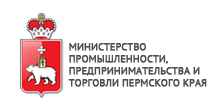 МИНИСТЕРСТВО
ПРОМЫШЛЕННОСТИ,
ПРЕДПРИНИМАТЕЛЬСТВА И
ТОРГОВЛИ ПЕРМСКОГО КРАЯ